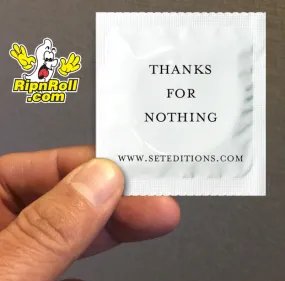 RipnRoll
.com
THANKS
FOR
NOTHING
WWW.SETEDITIONS.COM